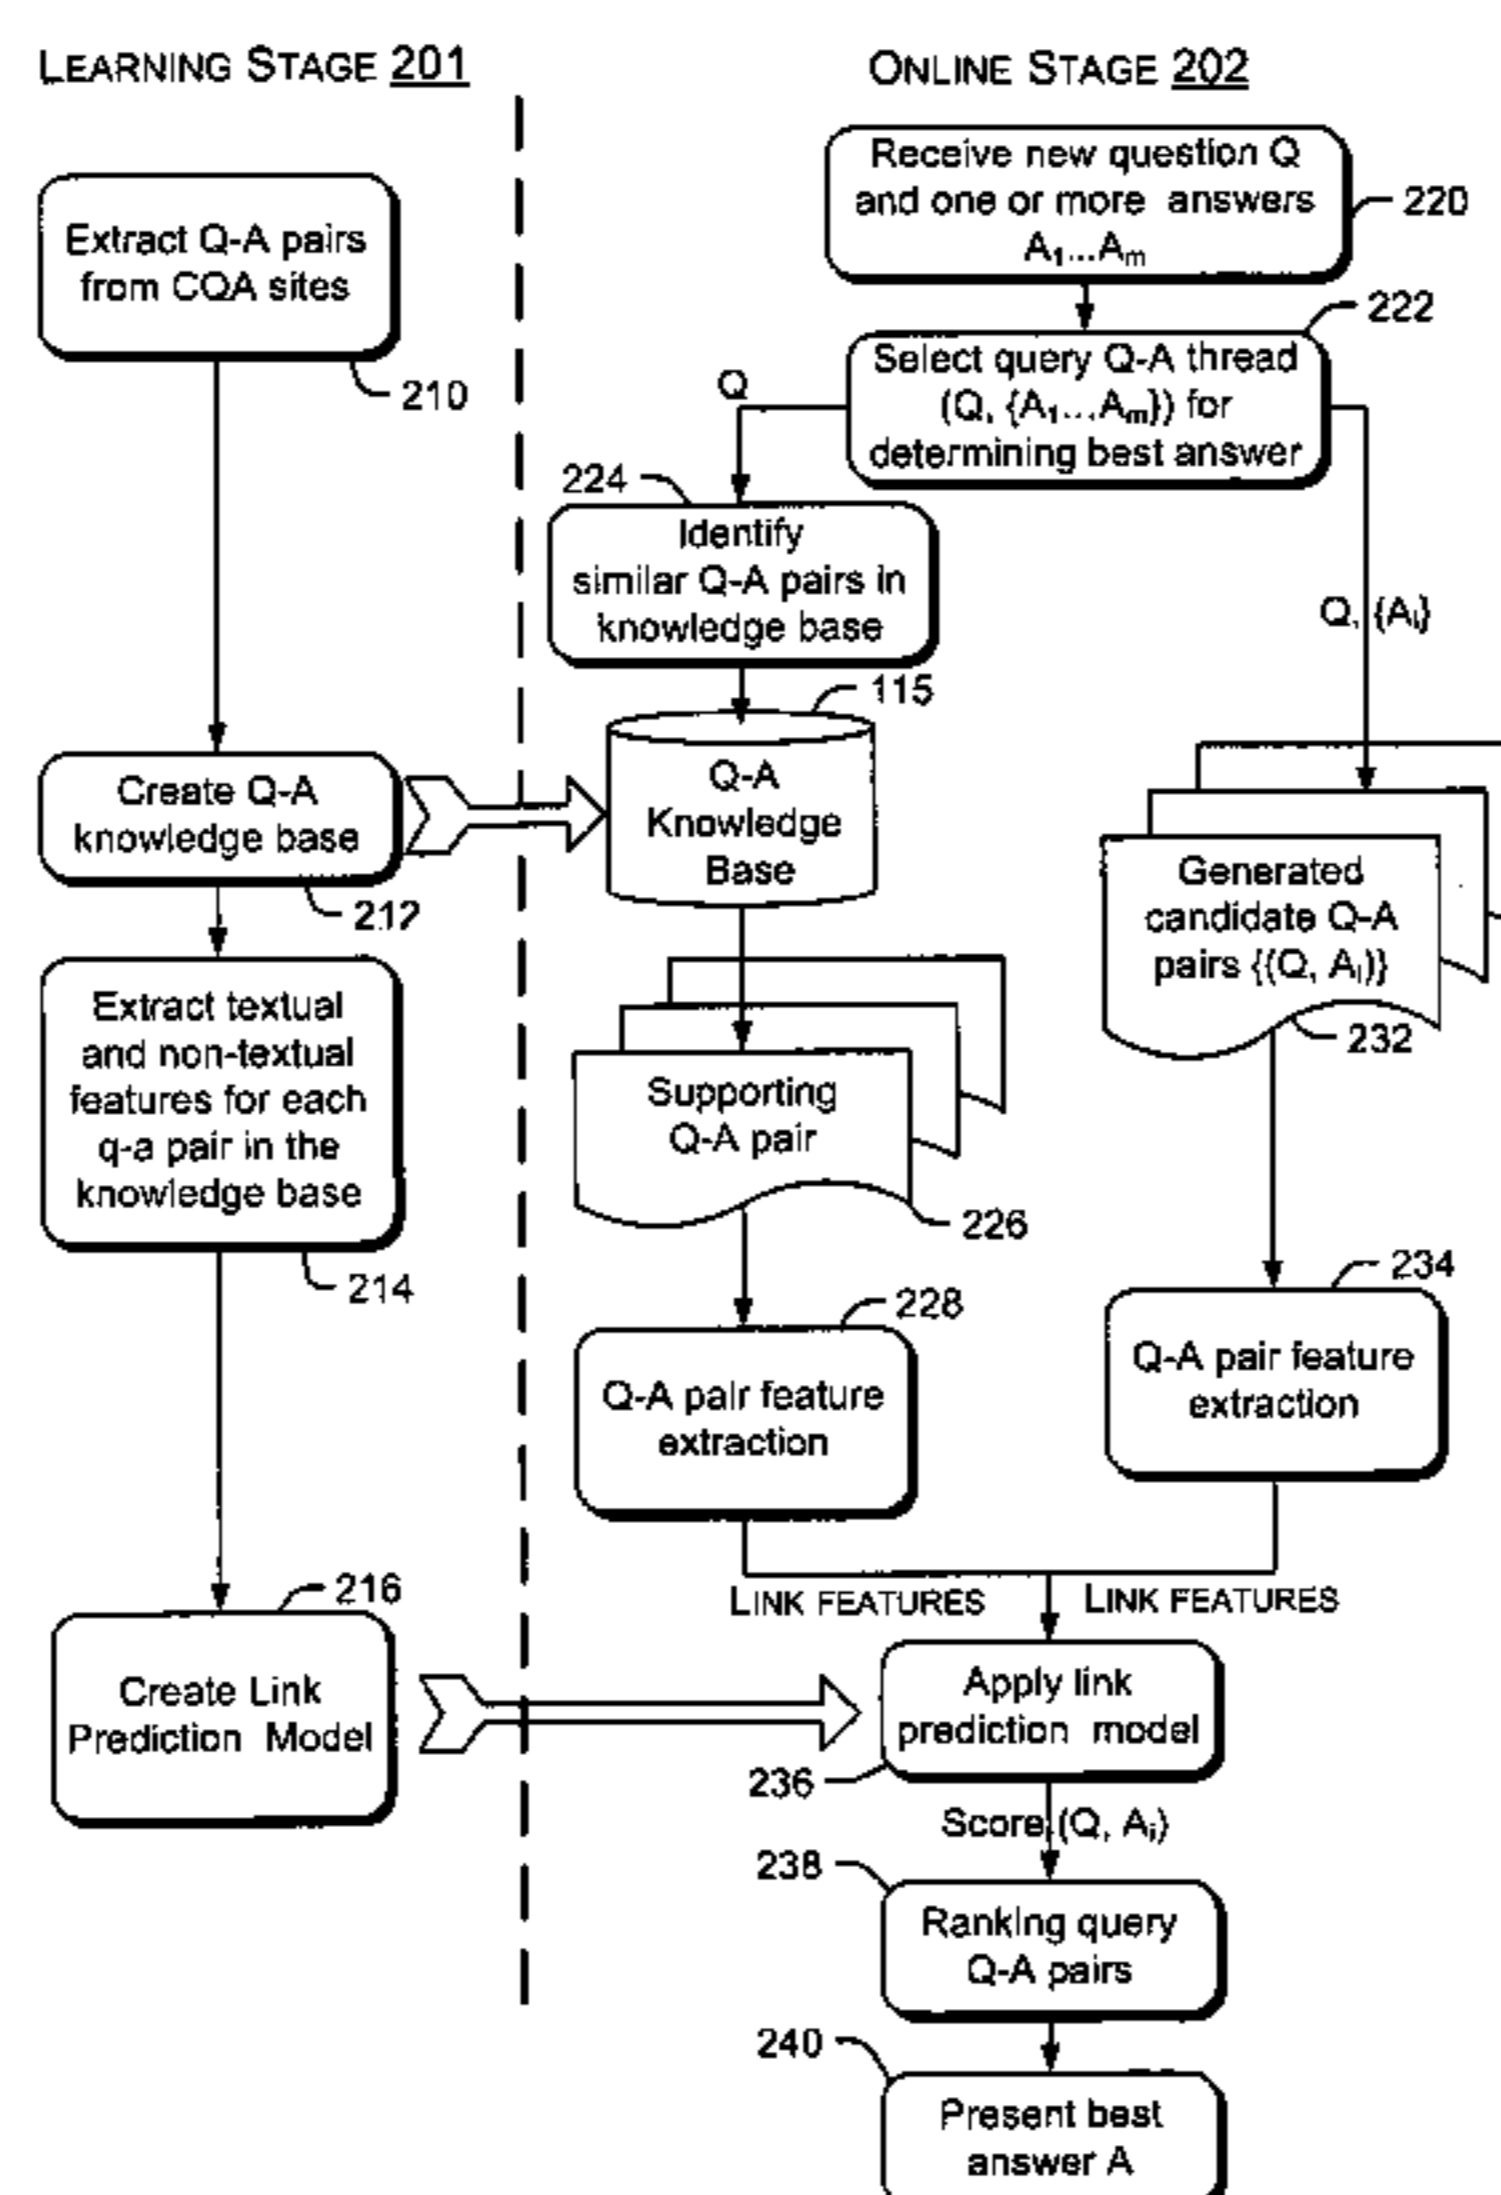 LEARNING STAGE 201
Extract Q-A pairs
from CQA sites
210
Create Q-A
knowledge base
212
Extract textual
and non-textual
features for each
q-a pair in the
knowledge base
214
216
Create Link
Prediction Model
ONLINE STAGE 202
Receive new question Q
and one or more answers
A1...Am
220
222
Select query Q-A thread
(Q, {A1...Am}) for
determining best answer
Q
224
Identify
similar Q-A pairs in
knowledge base
Q, {Ai}
115
Q-A
Knowledge
Base
Generated
candidate Q-A
pairs {(Q, Ai)}
232
Supporting
Q-A pair
226
228
Q-A pair feature
extraction
234
Q-A pair feature
extraction
LINK FEATURES
LINK FEATURES
Apply link
prediction model
236
Score (Q, Ai)
238
Ranking query
Q-A pairs
240
Present best
answer A